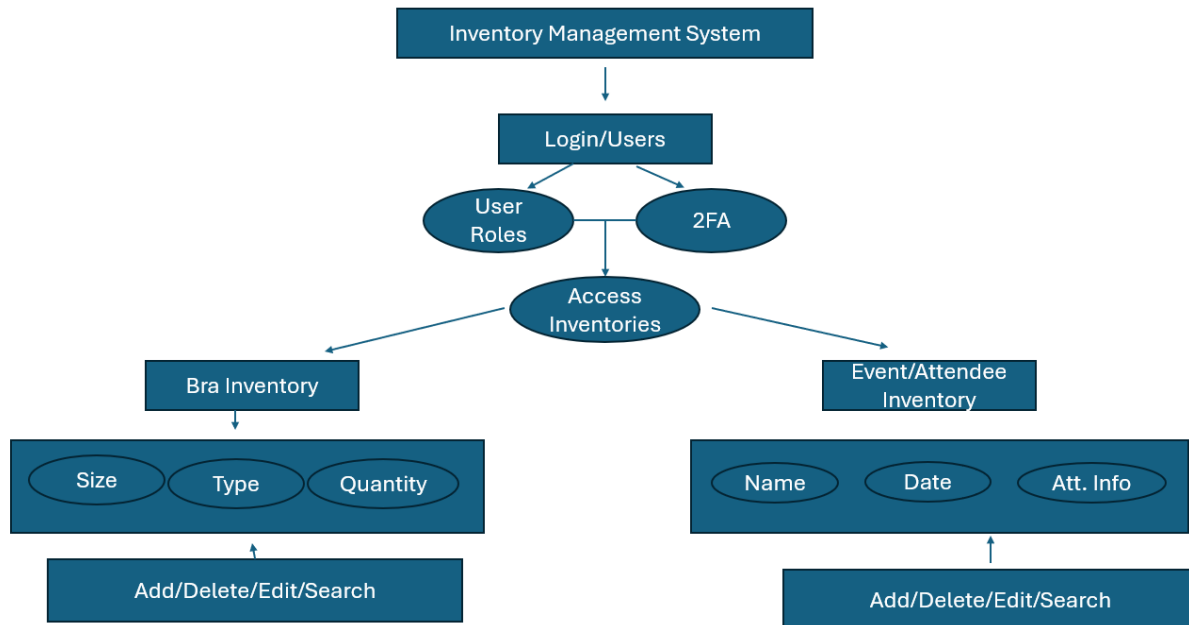 Inventory Management System
Login/Users
User
Roles
2FA
Access
Inventories
Bra Inventory
Event/Attendee
Inventory
Size
Type
Quantity
Name
Date
Att. Info
Add/Delete/Edit/Search
Add/Delete/Edit/Search